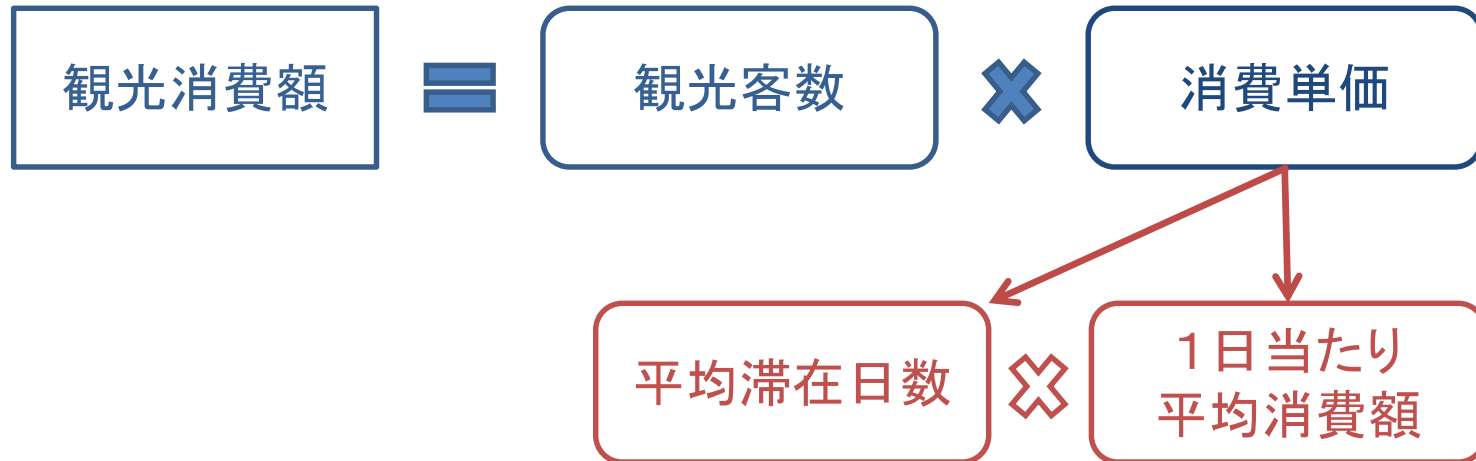 観光消費額
観光客数
消費単価
平均滞在日数
1日当たり
平均消費額